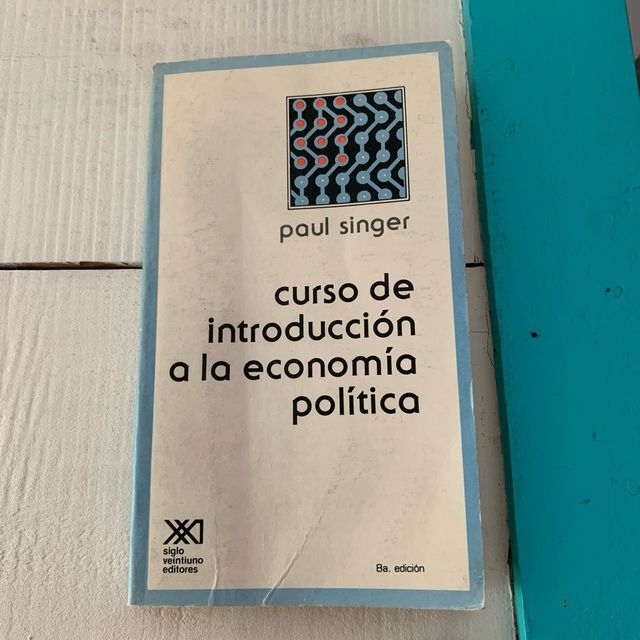 paul singer
curso de
introducción
a la economía
política
siglo
veintiuno
editores
8a. edición